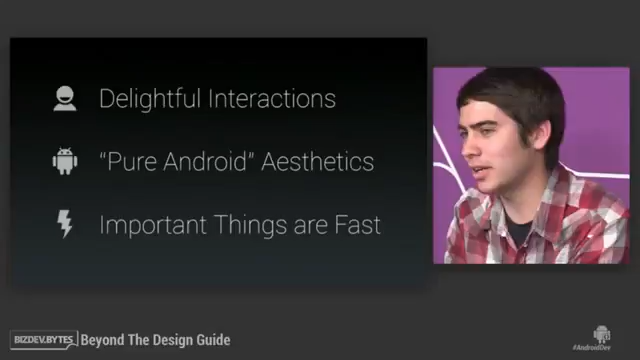 Delightful Interactions
“Pure Android” Aesthetics
Important Things are Fast
BIZDEV.BYTES Beyond The Design Guide
#AndroidDev